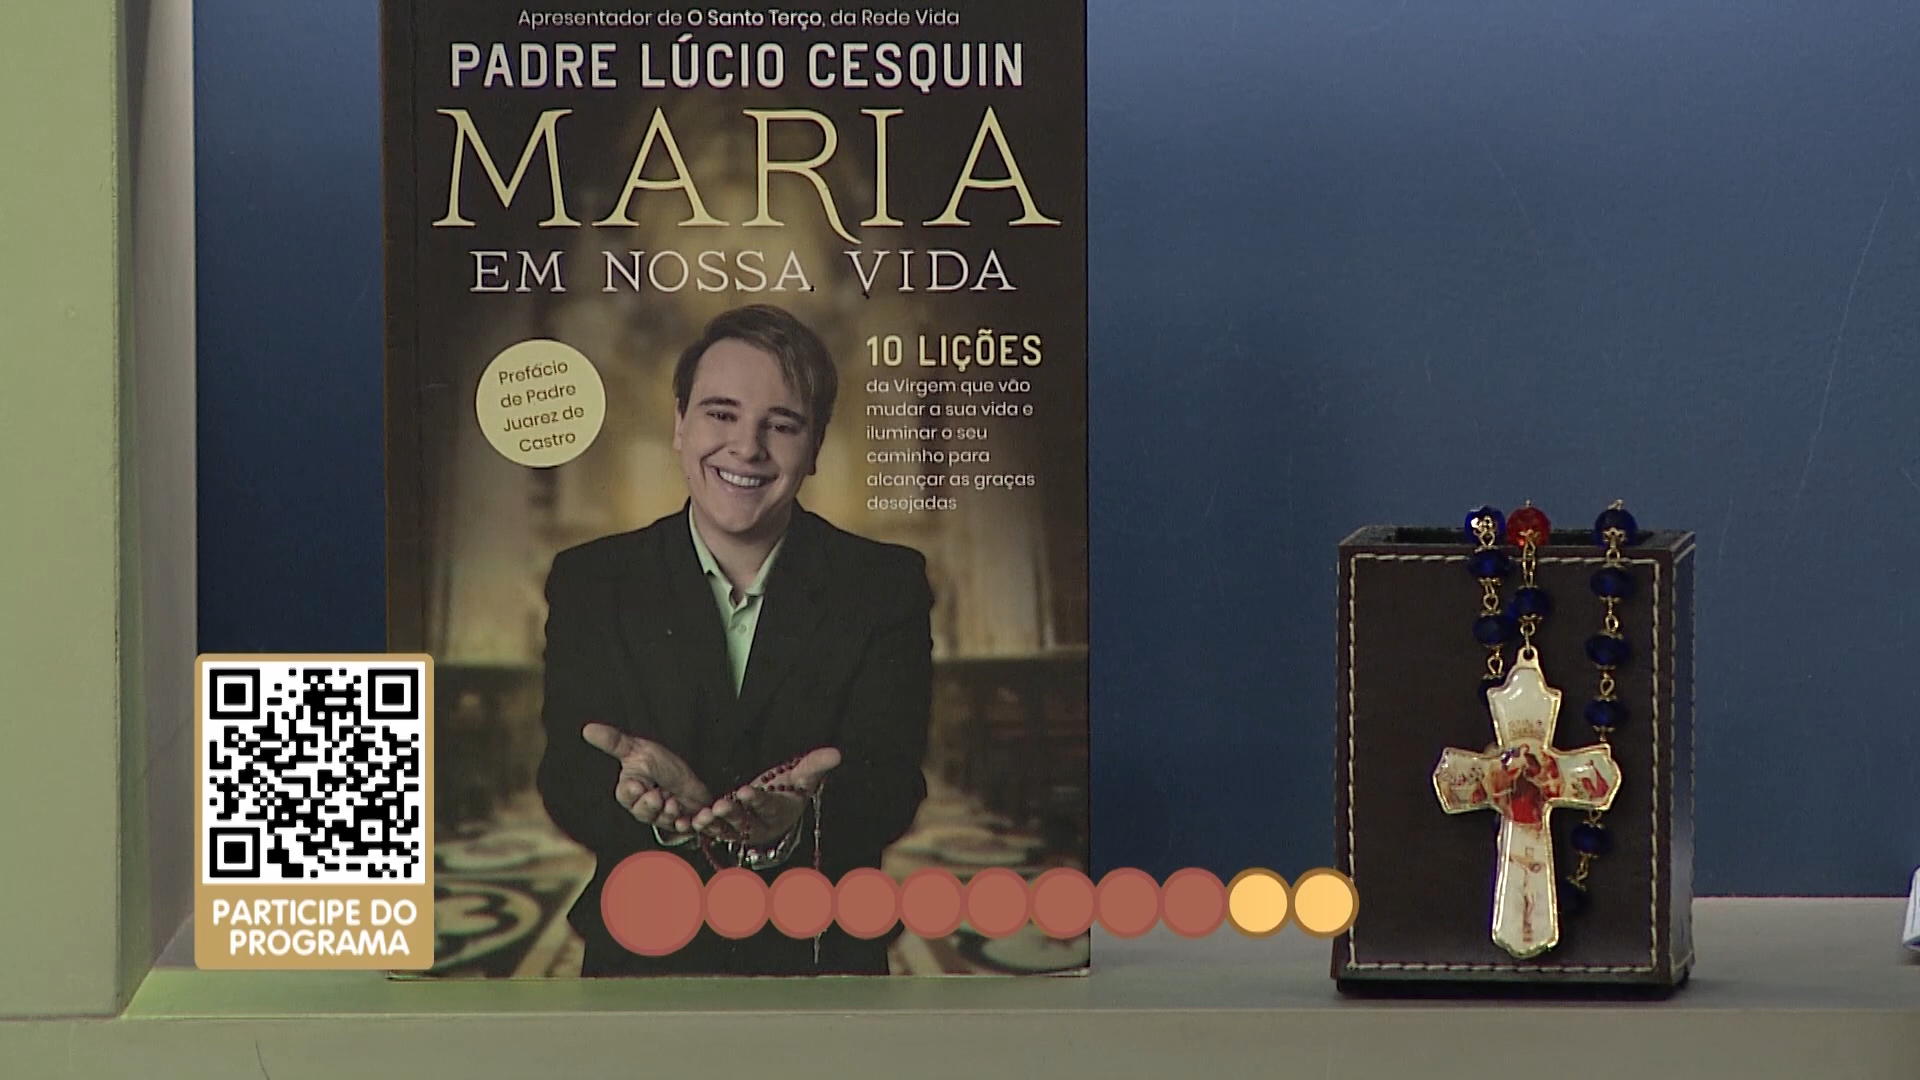 Apresentador de O Santo Terço, da Rede Vida
PADRE LÚCIO CESQUIN
MARIA
EM NOSSA VIDA
Prefácio
de Padre
Juarez de
Castro
10 LIÇÕES
da Virgem que vão
mudar a sua vida e
iluminar o seu
caminho para
alcançar as graças
desejadas
PARTICIPE DO
PROGRAMA